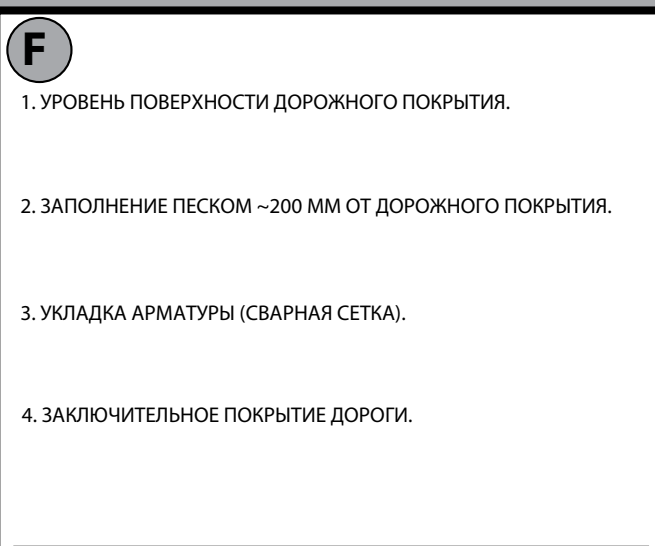 F
1. УРОВЕНЬ ПОВЕРХНОСТИ ДОРОЖНОГО ПОКРЫТИЯ.
2. ЗАПОЛНЕНИЕ ПЕСКОМ ~200 ММ ОТ ДОРОЖНОГО ПОКРЫТИЯ.
3. УКЛАДКА АРМАТУРЫ (СВАРНАЯ СЕТКА).
4. ЗАКЛЮЧИТЕЛЬНОЕ ПОКРЫТИЕ ДОРОГИ.